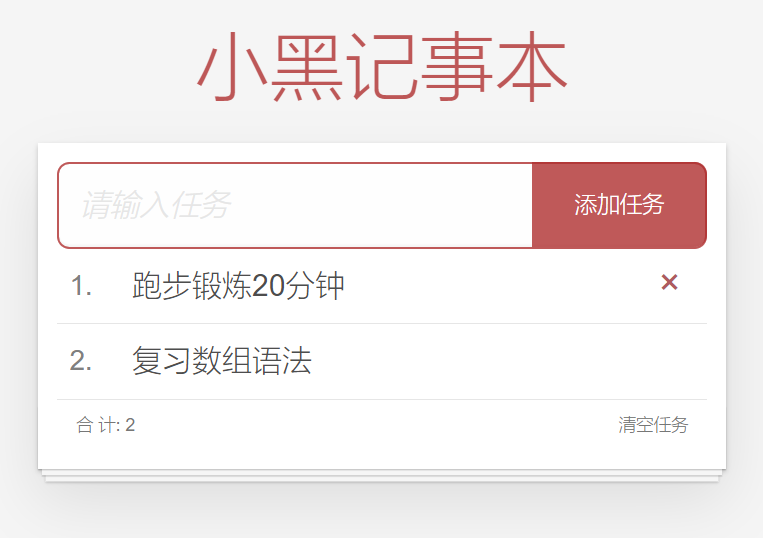 小黑记事本
请输入任务
添加任务
1. 跑步锻炼20分钟 ×
2. 复习数组语法
合 计: 2
清空任务